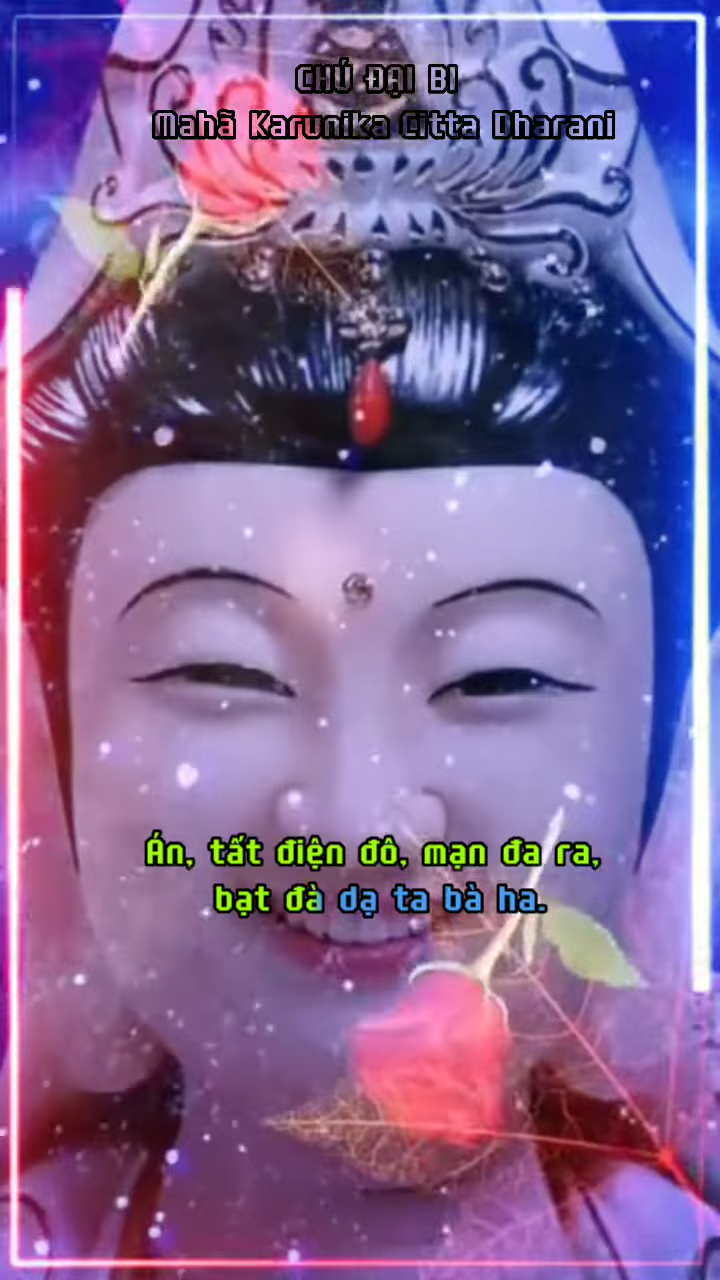 CHÚ ĐẠI BI
Mahã Karunika Citta Dharani
Án, tất điện đô, mạn đa ra,
bạt đà dạ ta bà ha.